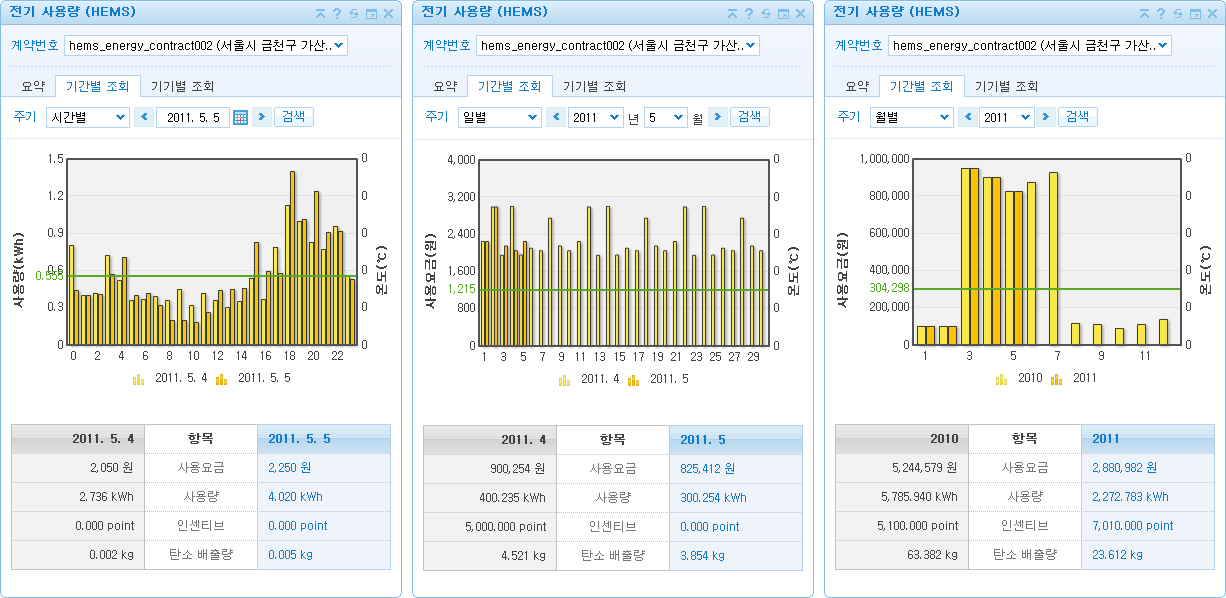 전기 사용량 (HEMS)
계약번호 hems_energy_contract002 (서울시 금천구 가산..
요약 기간별 조회 기기별 조회
주기 시간별 2011. 5. 5 검색
사용량(kWh)
1.5
1.2
0.9
0.6
0.555
0.3
0
0
0
0
0
0
0
온도(℃)
0 2 4 6 8 10 12 14 16 18 20 22
2011. 5. 4 2011. 5. 5
2011. 5. 4 항목 2011. 5. 5
2,050 원 사용요금 2,250 원
2.736 kWh 사용량 4.020 kWh
0.000 point 인센티브 0.000 point
0.002 kg 탄소 배출량 0.005 kg
전기 사용량 (HEMS)
계약번호 hems_energy_contract002 (서울시 금천구 가산..
요약 기간별 조회 기기별 조회
주기 일별 2011 년 5 월 검색
사용요금(원)
4,000
3,200
2,400
1,600
1,215
800
0
0
0
0
0
0
0
온도(℃)
1 3 5 7 9 11 13 15 17 19 21 23 25 27 29
2011. 4 2011. 5
2011. 4 항목 2011. 5
900,254 원 사용요금 825,412 원
400.235 kWh 사용량 300.254 kWh
5,000.000 point 인센티브 0.000 point
4.521 kg 탄소 배출량 3.854 kg
전기 사용량 (HEMS)
계약번호 hems_energy_contract002 (서울시 금천구 가산..
요약 기간별 조회 기기별 조회
주기 월별 2011 검색
사용요금(원)
1,000,000
800,000
600,000
400,000
304,298
200,000
0
0
0
0
0
0
0
온도(℃)
1 3 5 7 9 11
2010 2011
2010 항목 2011
5,244,579 원 사용요금 2,880,982 원
5,785.940 kWh 사용량 2,272.783 kWh
5,100.000 point 인센티브 7,010.000 point
63.382 kg 탄소 배출량 23.612 kg